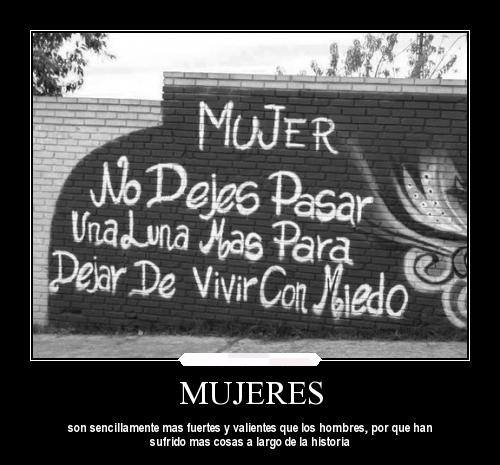 MUJER
No Dejes Pasar
Una Luna Mas Para
Dejar De Vivir Con Miedo
MUJERES
son sencillamente mas fuertes y valientes que los hombres, por que han
sufrido mas cosas a largo de la historia